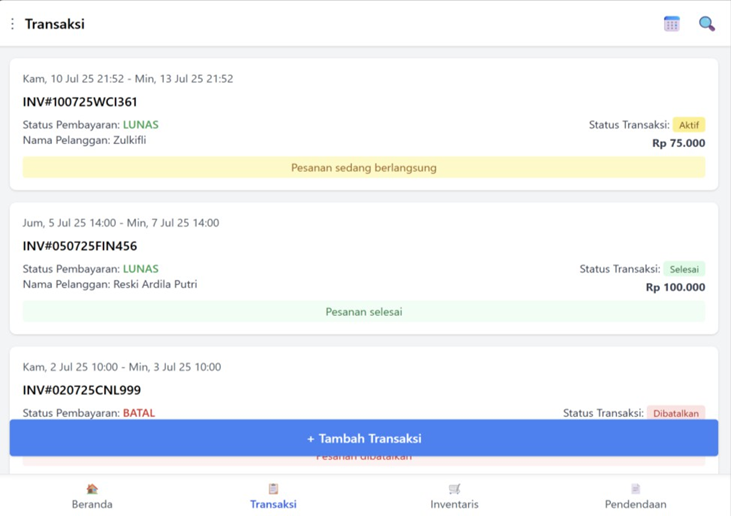 Transaksi
Kam, 10 Jul 25 21:52 - Min, 13 Jul 25 21:52
INV#100725WCI361
Status Pembayaran: LUNAS
Status Transaksi: Aktif
Nama Pelanggan: Zulkifli
Rp 75.000
Pesanan sedang berlangsung
Jum, 5 Jul 25 14:00 - Min, 7 Jul 25 14:00
INV#050725FIN456
Status Pembayaran: LUNAS
Status Transaksi: Selesai
Nama Pelanggan: Reski Ardila Putri
Rp 100.000
Pesanan selesai
Kam, 2 Jul 25 10:00 - Min, 3 Jul 25 10:00
INV#020725CNL999
Status Pembayaran: BATAL
Status Transaksi: Dibatalkan
+ Tambah Transaksi
Pesanan dibatalkan
Beranda
Transaksi
Inventaris
Pendendaan